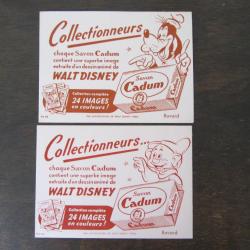 Collectionneurs
chaque Savon Cadum
contient une superbe image
extraite d'un dessin animé de
WALT DISNEY
Collection complète
24 IMAGES
en couleurs!
Savon
Cadum
Bavard
Collectionneurs...
chaque Savon Cadum
contient une superbe image
extraite d'un dessin animé de
WALT DISNEY
Collection complète
24 IMAGES
en couleurs!
Savon
Cadum
Buvard